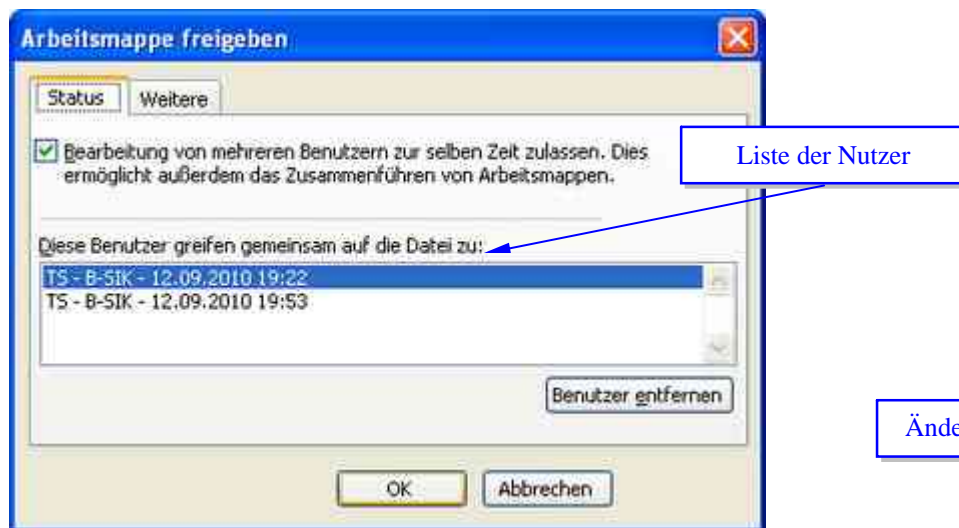 Arbeitsmappe freigeben
Status
Weitere
Bearbeitung von mehreren Benutzern zur selben Zeit zulassen. Dies
ermöglicht außerdem das Zusammenführen von Arbeitsmappen.
Liste der Nutzer
Diese Benutzer greifen gemeinsam auf die Datei zu:
TS - B-SIK - 12.09.2010 19:22
TS - B-SIK - 12.09.2010 19:53
Benutzer entfernen
Ände
OK
Abbrechen